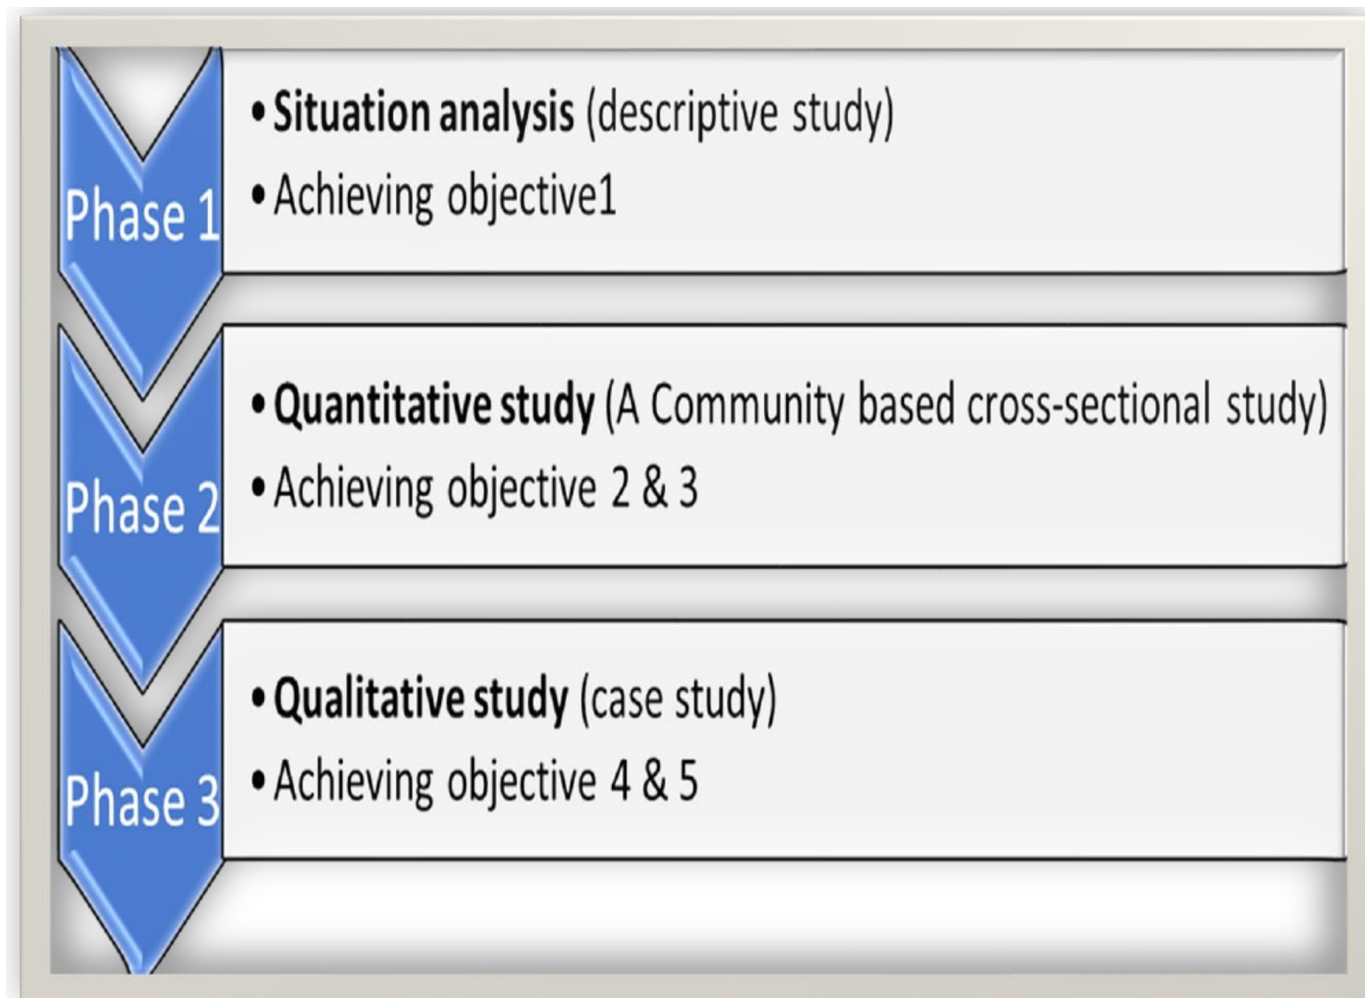 Phase 1
• Situation analysis (descriptive study)
• Achieving objective1
Phase 2
• Quantitative study (A Community based cross-sectional study)
• Achieving objective 2 & 3
Phase 3
• Qualitative study (case study)
• Achieving objective 4 & 5